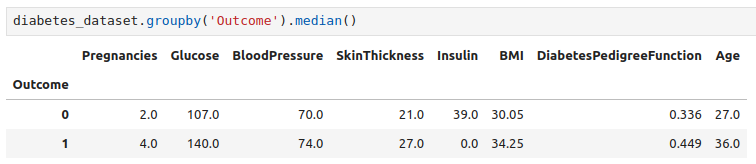 diabetes_dataset.groupby('Outcome').median()
Pregnancies Glucose BloodPressure SkinThickness Insulin BMI DiabetesPedigreeFunction Age
Outcome
0 2.0 107.0 70.0 21.0 39.0 30.05 0.336 27.0
1 4.0 140.0 74.0 27.0 0.0 34.25 0.449 36.0